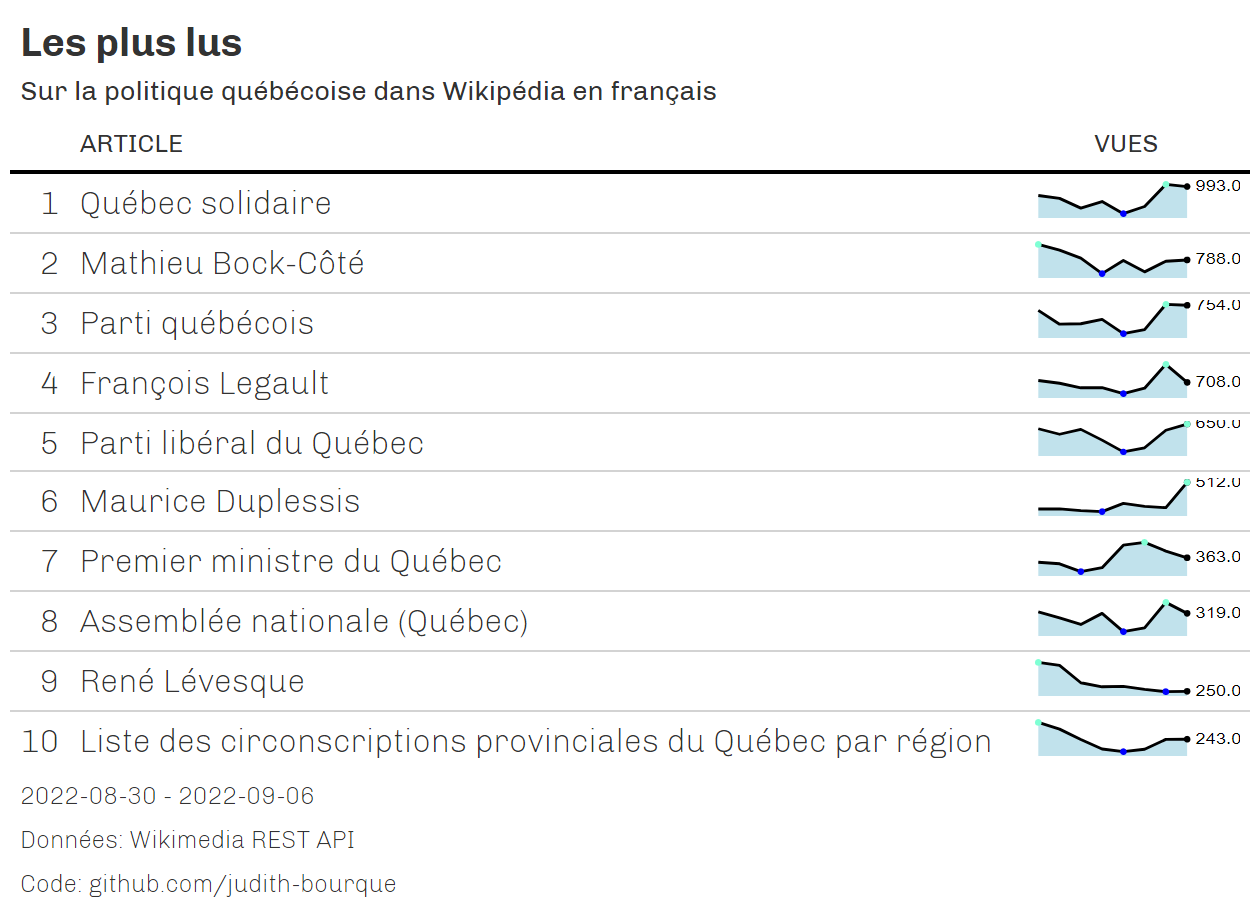 Les plus lus
Sur la politique québécoise dans Wikipédia en français
ARTICLE VUES
1 Québec solidaire 993.0
2 Mathieu Bock-Côté 788.0
3 Parti québécois 754.0
4 François Legault 708.0
5 Parti libéral du Québec 650.0
6 Maurice Duplessis 512.0
7 Premier ministre du Québec 363.0
8 Assemblée nationale (Québec) 319.0
9 René Lévesque 250.0
10 Liste des circonscriptions provinciales du Québec par région 243.0
2022-08-30 - 2022-09-06
Données: Wikimedia REST API
Code: github.com/judith-bourque